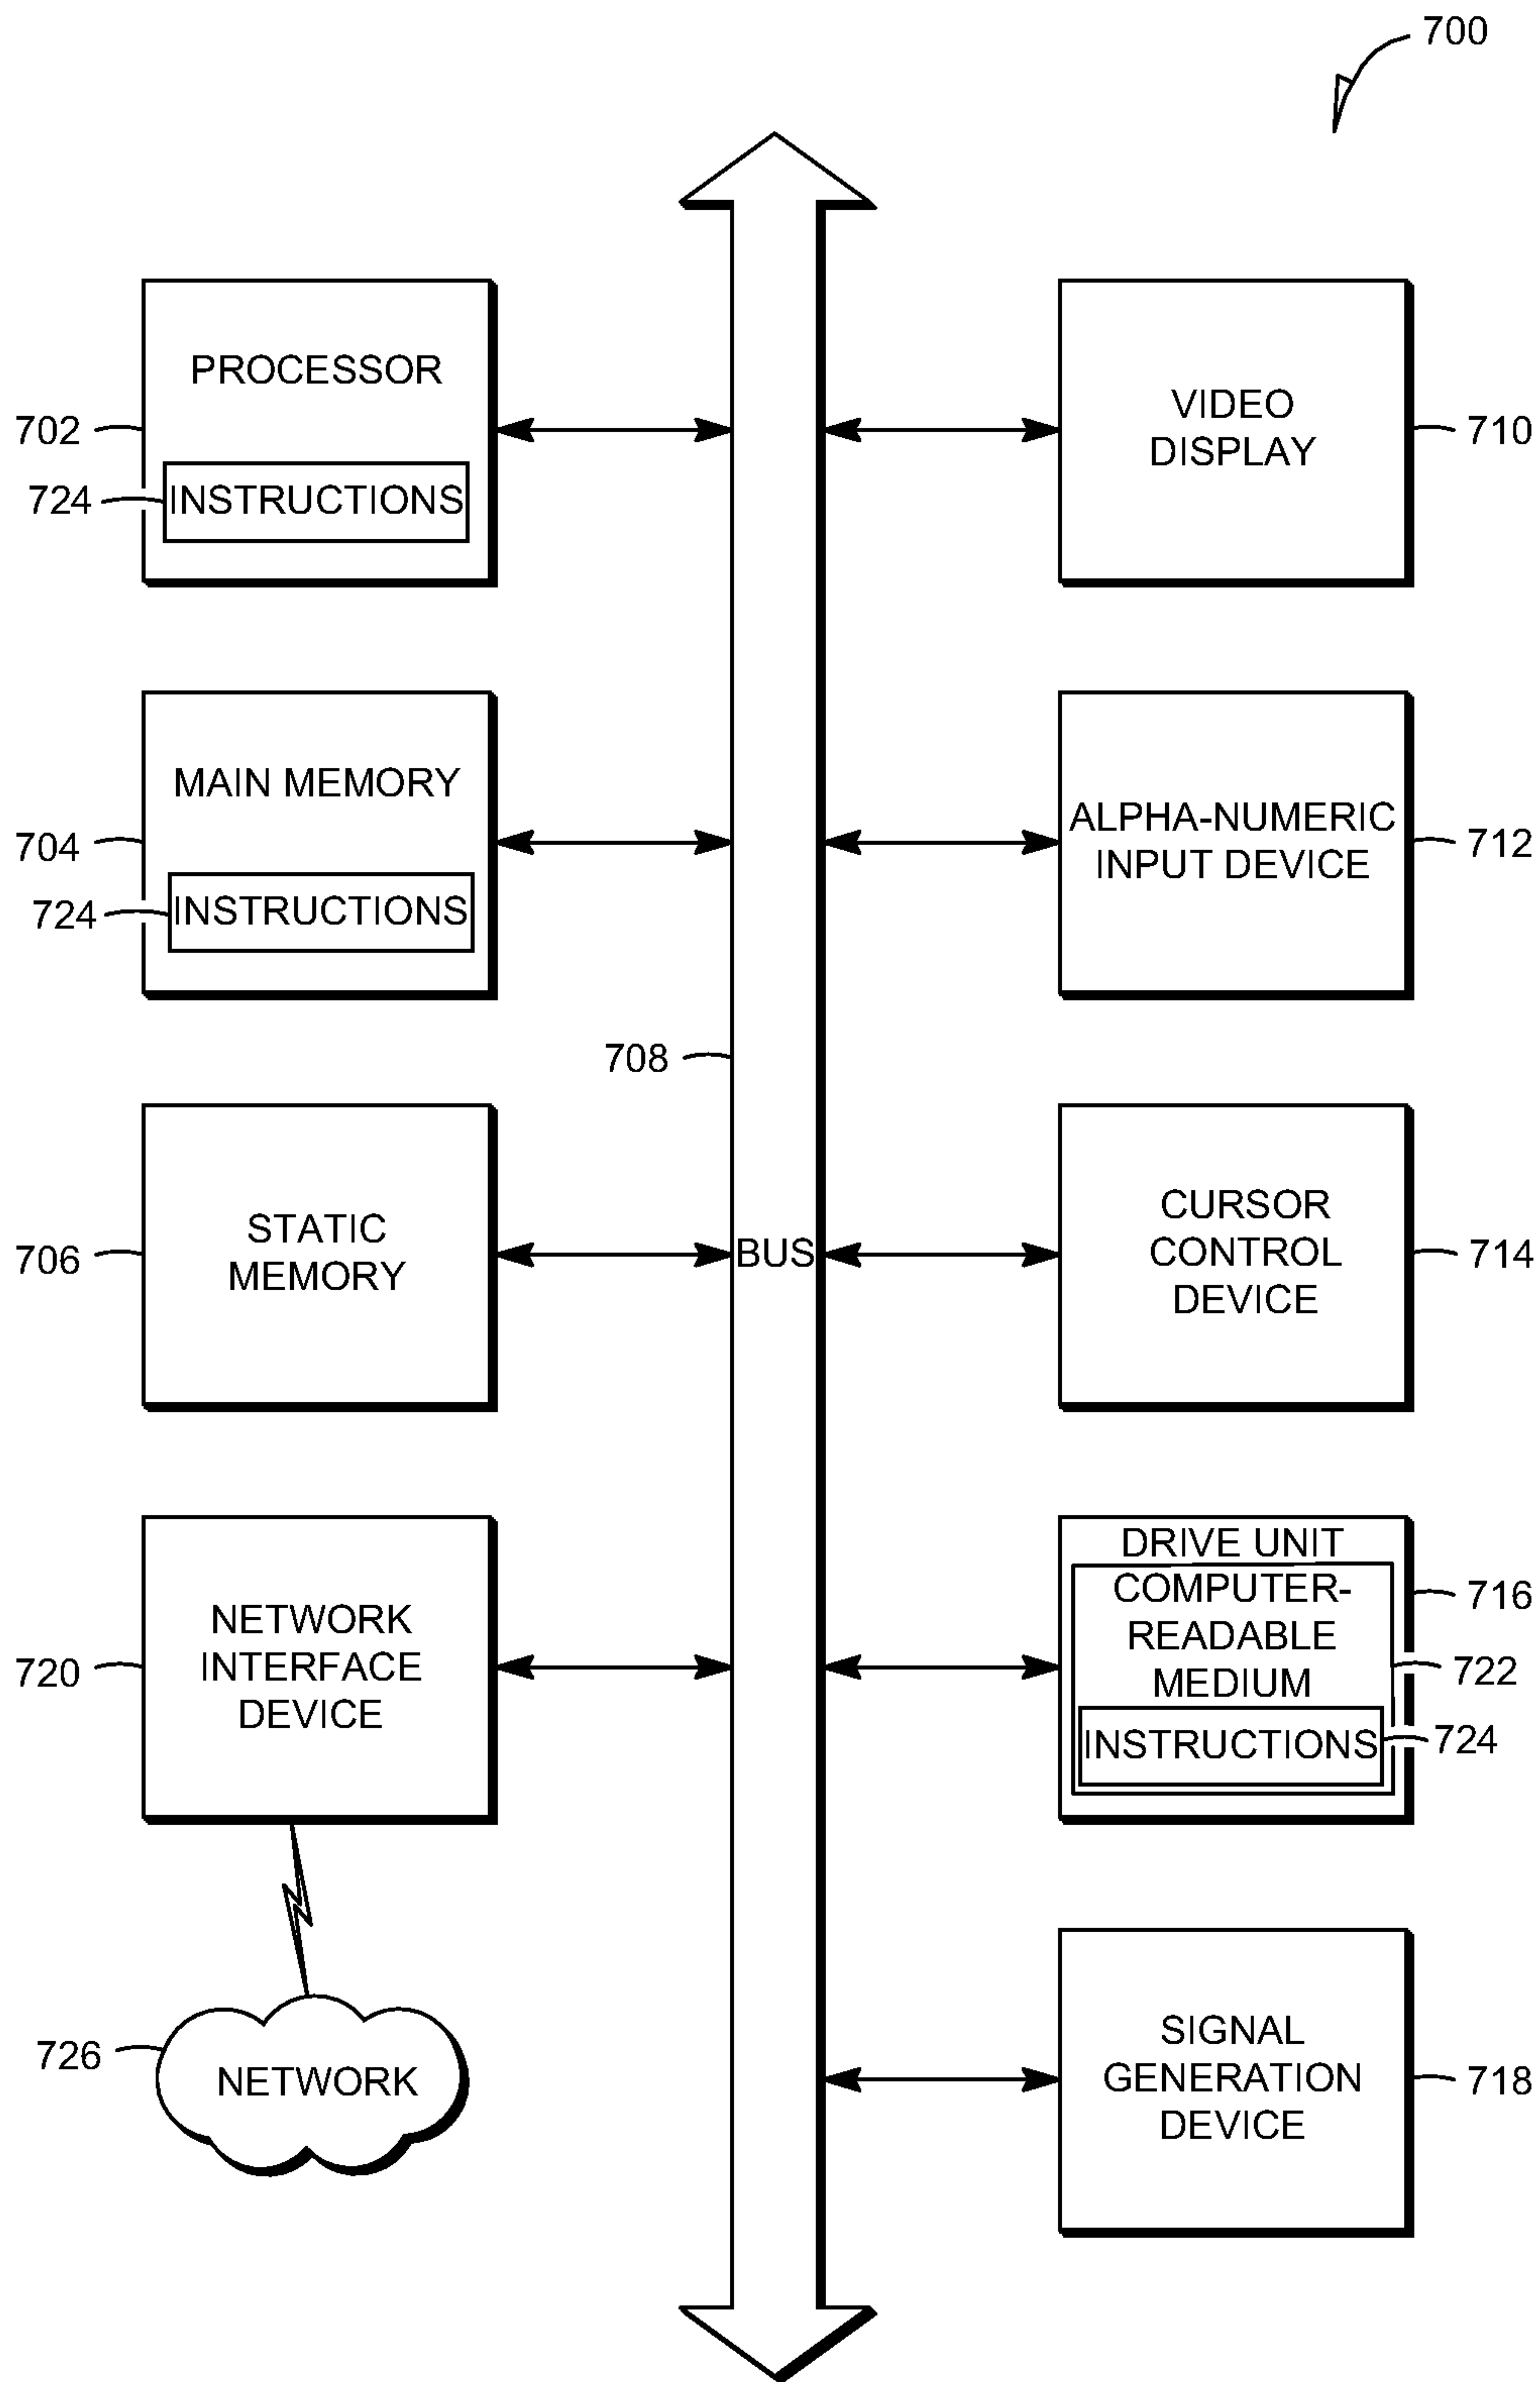 700
PROCESSOR
702
724
INSTRUCTIONS
VIDEO
DISPLAY
710
MAIN MEMORY
704
724
INSTRUCTIONS
ALPHA-NUMERIC
INPUT DEVICE
712
708
STATIC
MEMORY
706
BUS
CURSOR
CONTROL
DEVICE
714
NETWORK
INTERFACE
DEVICE
720
DRIVE UNIT
COMPUTER-
READABLE
MEDIUM
INSTRUCTIONS
716
722
724
726
NETWORK
SIGNAL
GENERATION
DEVICE
718